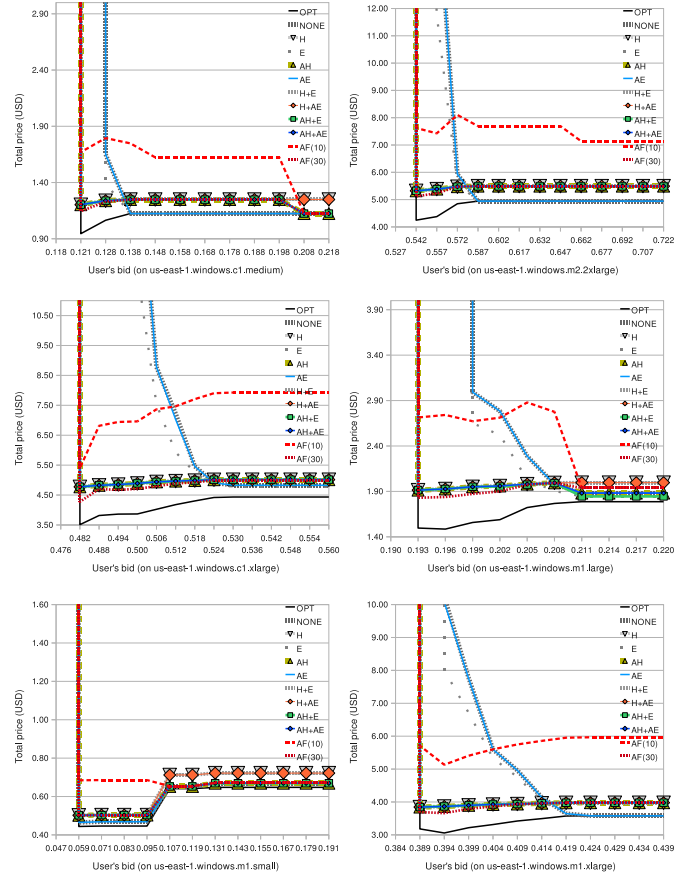 2.90
2.40
1.90
1.40
0.90
Total price (USD)
0.118 0.121 0.128 0.138 0.148 0.158 0.168 0.178 0.188 0.198 0.208 0.218
User's bid (on us-east-1.windows.c1.medium)
OPT
NONE
H
E
AH
AE
H+E
H+AE
AH+E
AH+AE
AF(10)
AF(30)
12.00
11.00
10.00
9.00
8.00
7.00
6.00
5.00
4.00
Total price (USD)
0.542 0.572 0.602 0.632 0.662 0.692 0.722
0.527 0.557 0.587 0.617 0.647 0.677 0.707
User's bid (on us-east-1.windows.m2.2xlarge)
OPT
NONE
H
E
AH
AE
H+E
H+AE
AH+E
AH+AE
AF(10)
AF(30)
10.50
9.50
8.50
7.50
6.50
5.50
4.50
3.50
Total price (USD)
0.482 0.494 0.506 0.518 0.530 0.542 0.554
0.476 0.488 0.500 0.512 0.524 0.536 0.548 0.560
User's bid (on us-east-1.windows.c1.xlarge)
OPT
NONE
H
E
AH
AE
H+E
H+AE
AH+E
AH+AE
AF(10)
AF(30)
3.90
3.40
2.90
2.40
1.90
1.40
Total price (USD)
0.190 0.193 0.196 0.199 0.202 0.205 0.208 0.211 0.214 0.217 0.220
User's bid (on us-east-1.windows.m1.large)
OPT
NONE
H
E
AH
AE
H+E
H+AE
AH+E
AH+AE
AF(10)
AF(30)
1.60
1.40
1.20
1.00
0.80
0.60
0.40
Total price (USD)
0.047 0.059 0.071 0.083 0.095 0.107 0.119 0.131 0.143 0.155 0.167 0.179 0.191
User's bid (on us-east-1.windows.m1.small)
OPT
NONE
H
E
AH
AE
H+E
H+AE
AH+E
AH+AE
AF(10)
AF(30)
10.00
9.00
8.00
7.00
6.00
5.00
4.00
3.00
Total price (USD)
0.384 0.389 0.394 0.399 0.404 0.409 0.414 0.419 0.424 0.429 0.434 0.439
User's bid (on us-east-1.windows.m1.xlarge)
OPT
NONE
H
E
AH
AE
H+E
H+AE
AH+E
AH+AE
AF(10)
AF(30)